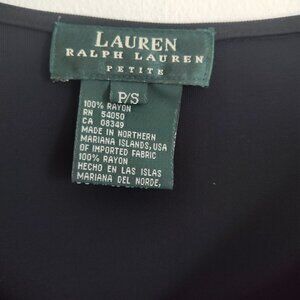 LAUREN
RALPH LAUREN
PETITE
P/S
100% RAYON
RN 54050
CA 08349
MADE IN NORTHERN
MARIANA ISLANDS, USA
OF IMPORTED FABRIC
100% RAYON
HECHO EN LAS ISLAS
MARIANA DEL NORDE,